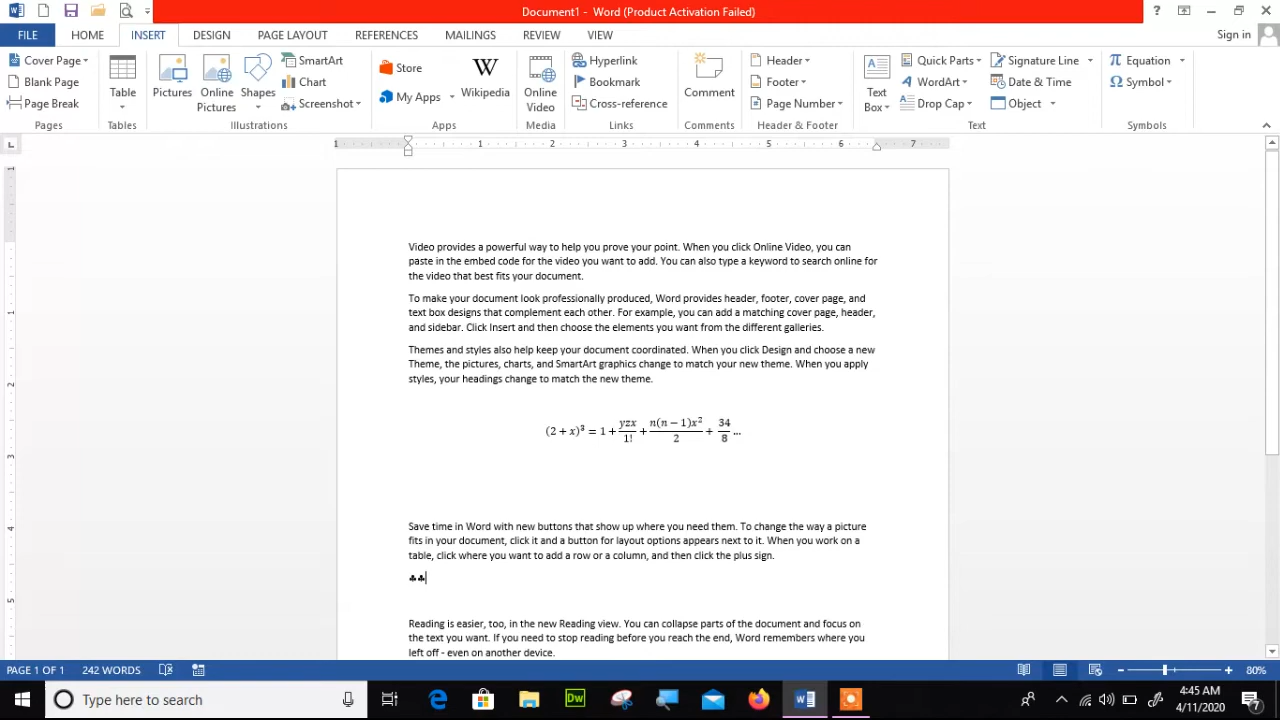 Document1 - Word (Product Activation Failed)
FILE HOME INSERT DESIGN PAGE LAYOUT REFERENCES MAILINGS REVIEW VIEW Sign in
Cover Page
Blank Page
Page Break
Pages
Table
Tables
Pictures
Online Pictures
Shapes
SmartArt
Chart
Screenshot
Illustrations
Store
My Apps
W
Wikipedia
Apps
Online Video
Media
Hyperlink
Bookmark
Cross-reference
Links
Comment
Comments
Header
Footer
Page Number
Header & Footer
Text Box
Quick Parts
WordArt
Drop Cap
Signature Line
Date & Time
Object
Text
π Equation
Ω Symbol
Symbols
1 1 2 3 4 5 6 7
Video provides a powerful way to help you prove your point. When you click Online Video, you can
paste in the embed code for the video you want to add. You can also type a keyword to search online for
the video that best fits your document.
To make your document look professionally produced, Word provides header, footer, cover page, and
text box designs that complement each other. For example, you can add a matching cover page, header,
and sidebar. Click Insert and then choose the elements you want from the different galleries.
Themes and styles also help keep your document coordinated. When you click Design and choose a new
Theme, the pictures, charts, and SmartArt graphics change to match your new theme. When you apply
styles, your headings change to match the new theme.
(2 + x)³ = 1 + yzx/1! + n(n − 1)x²/2 + 34/8 ...
Save time in Word with new buttons that show up where you need them. To change the way a picture
fits in your document, click it and a button for layout options appears next to it. When you work on a
table, click where you want to add a row or a column, and then click the plus sign.
♣♣
Reading is easier, too, in the new Reading view. You can collapse parts of the document and focus on
the text you want. If you need to stop reading before you reach the end, Word remembers where you
left off - even on another device.
1
1
2
3
4
5
PAGE 1 OF 1 242 WORDS 80%
Type here to search
Dw
4:45 AM
4/11/2020
7